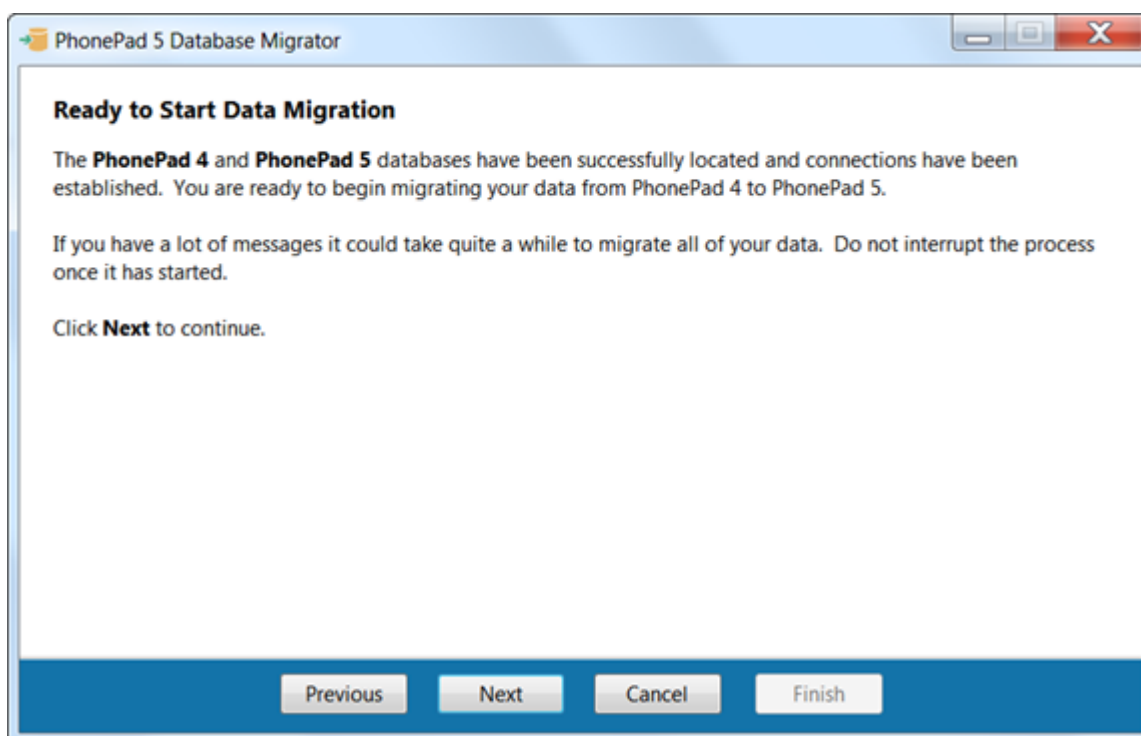 PhonePad 5 Database Migrator
Ready to Start Data Migration
The PhonePad 4 and PhonePad 5 databases have been successfully located and connections have been
established.  You are ready to begin migrating your data from PhonePad 4 to PhonePad 5.
If you have a lot of messages it could take quite a while to migrate all of your data.  Do not interrupt the process
once it has started.
Click Next to continue.
Previous Next Cancel Finish